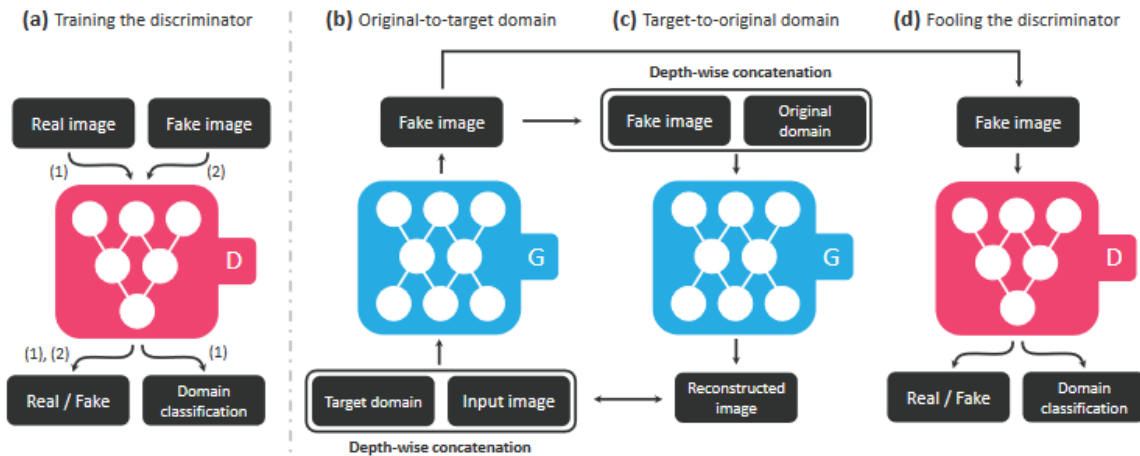 (a) Training the discriminator
(b) Original-to-target domain
(c) Target-to-original domain
(d) Fooling the discriminator
Real image
Fake image
(1)
(2)
D
(1), (2)
(1)
Real / Fake
Domain
classification
Fake image
G
Target domain
Input image
Depth-wise concatenation
Depth-wise concatenation
Fake image
Original
domain
G
Reconstructed
image
Fake image
D
Real / Fake
Domain
classification